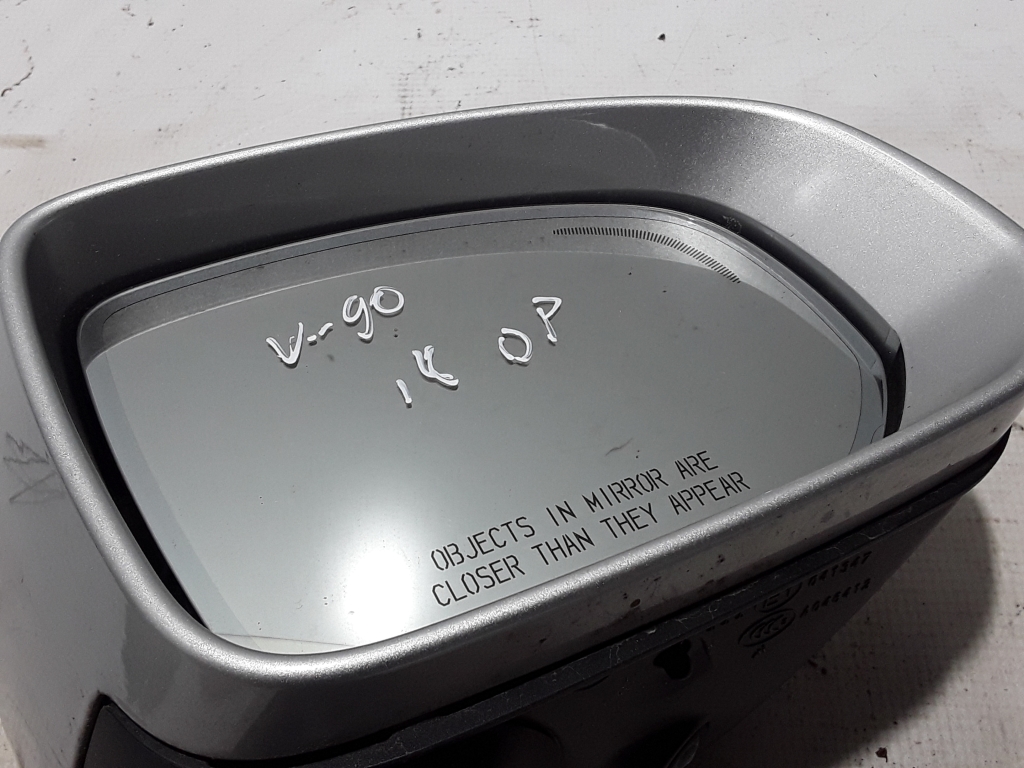 V--90
1K OP
OBJECTS IN MIRROR ARE
CLOSER THAN THEY APPEAR